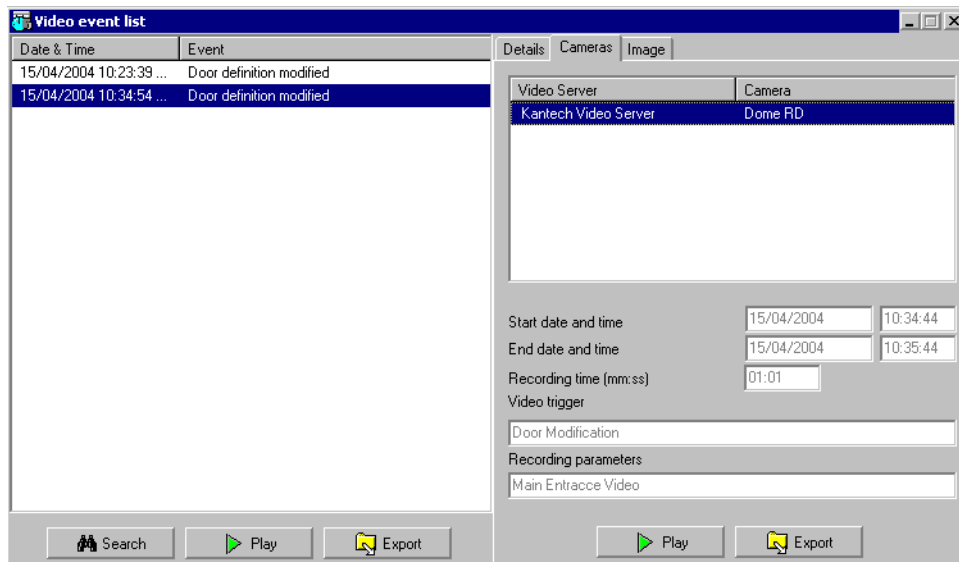 Video event list
Date & Time Event
15/04/2004 10:23:39 ... Door definition modified
15/04/2004 10:34:54 ... Door definition modified
Search Play Export
Details Cameras Image
Video Server Camera
Kantech Video Server Dome RD
Start date and time 15/04/2004 10:34:44
End date and time 15/04/2004 10:35:44
Recording time (mm:ss) 01:01
Video trigger
Door Modification
Recording parameters
Main Entracce Video
Play Export